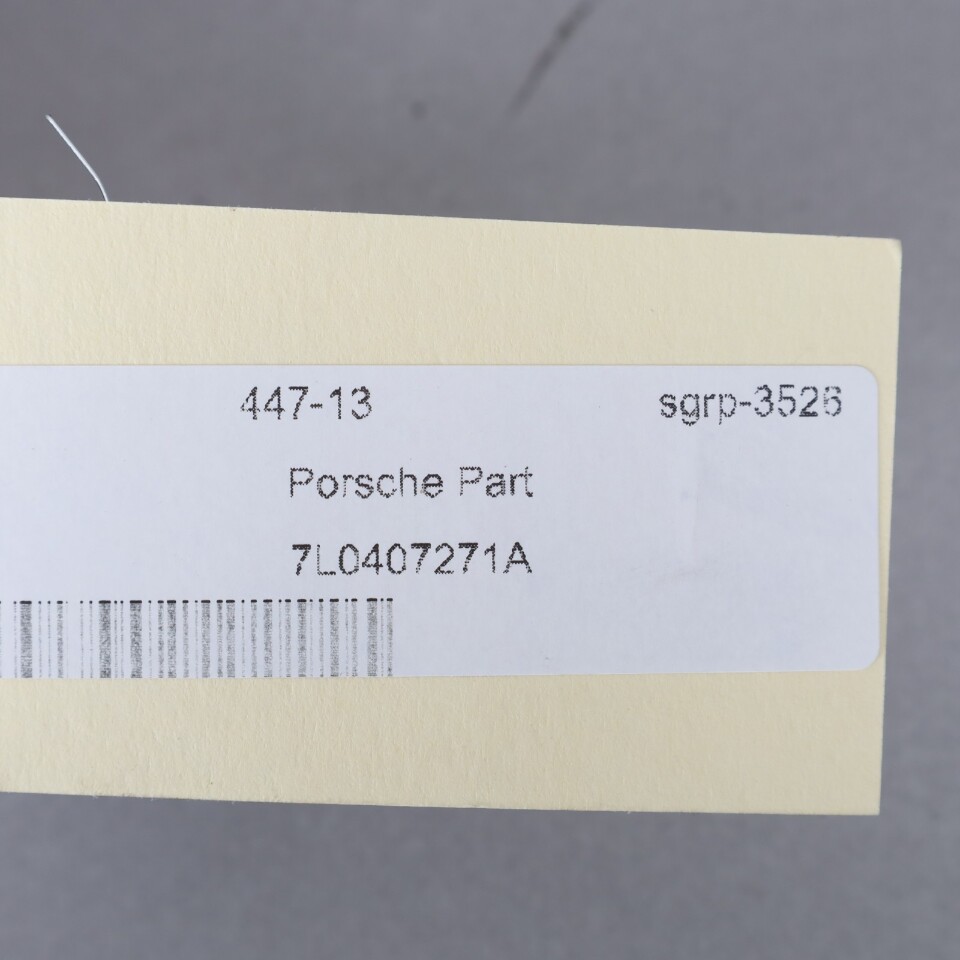 447-13 sgrp-3526
Porsche Part
7L0407271A